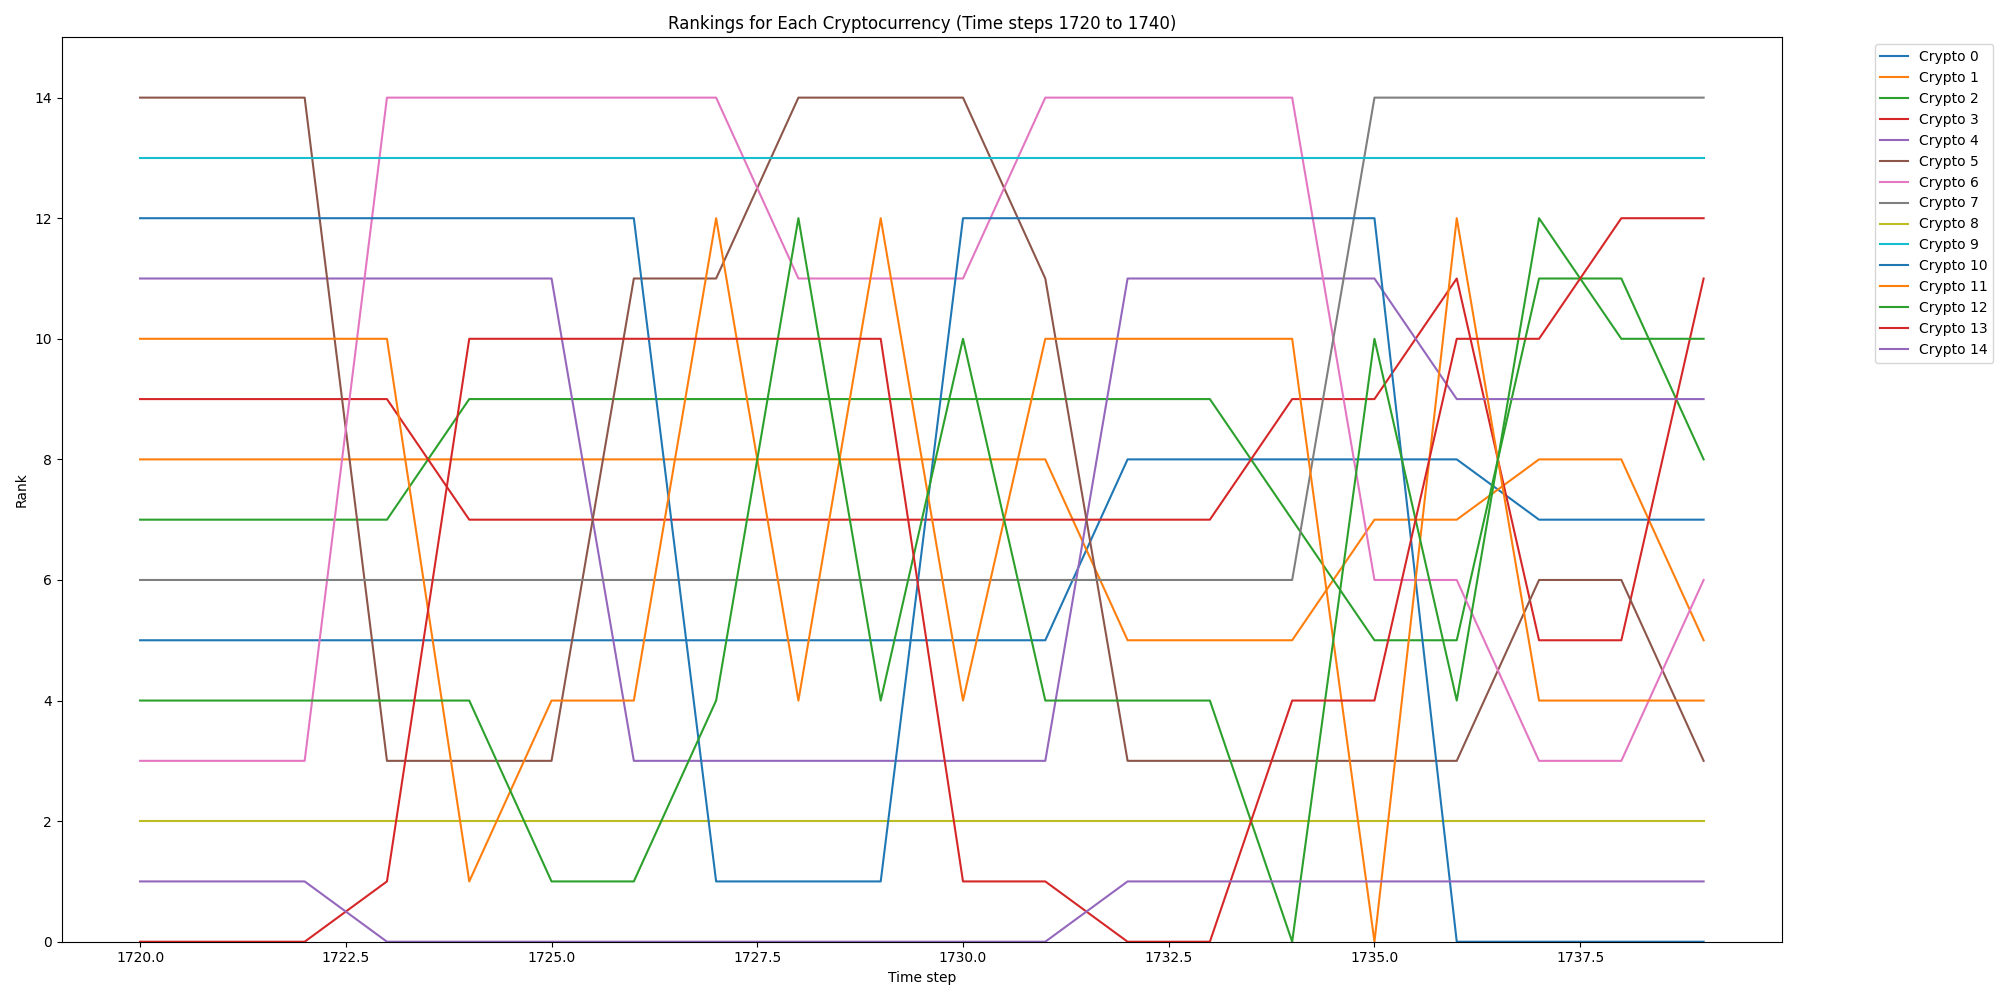 Rankings for Each Cryptocurrency (Time steps 1720 to 1740)
Rank
14
12
10
8
6
4
2
0
1720.0 1722.5 1725.0 1727.5 1730.0 1732.5 1735.0 1737.5
Time step
Crypto 0
Crypto 1
Crypto 2
Crypto 3
Crypto 4
Crypto 5
Crypto 6
Crypto 7
Crypto 8
Crypto 9
Crypto 10
Crypto 11
Crypto 12
Crypto 13
Crypto 14